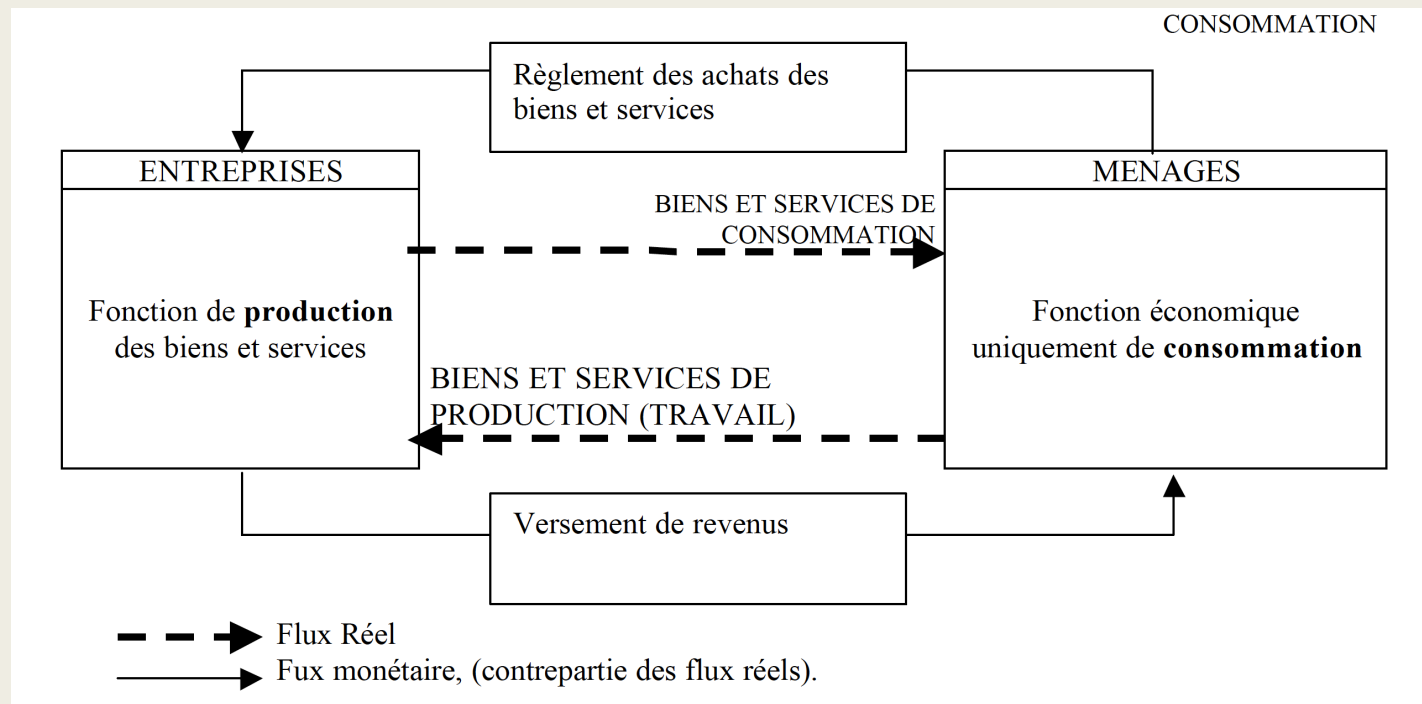 CONSOMMATION
Règlement des achats des
biens et services
ENTREPRISES
MENAGES
BIENS ET SERVICES DE
CONSOMMATION
Fonction de production
des biens et services
Fonction économique
uniquement de consommation
BIENS ET SERVICES DE
PRODUCTION (TRAVAIL)
Versement de revenus
Flux Réel
Fux monétaire, (contrepartie des flux réels).